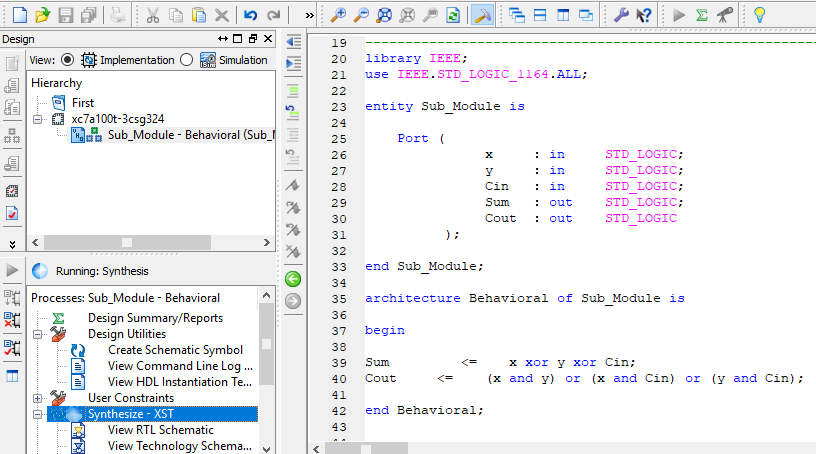 Design
View: Implementation Simulation
Hierarchy
First
xc7a100t-3csg324
Sub_Module - Behavioral (Sub_
Running: Synthesis
Processes: Sub_Module - Behavioral
Design Summary/Reports
Design Utilities
Create Schematic Symbol
View Command Line Log ...
View HDL Instantiation Te...
User Constraints
Synthesize - XST
View RTL Schematic
View Technology Schema...
19 --------------------------------------------------------
20 library IEEE;
21 use IEEE.STD_LOGIC_1164.ALL;
22
23 entity Sub_Module is
24
25 Port (
26 x : in STD_LOGIC;
27 y : in STD_LOGIC;
28 Cin : in STD_LOGIC;
29 Sum : out STD_LOGIC;
30 Cout : out STD_LOGIC
31 );
32
33 end Sub_Module;
34
35 architecture Behavioral of Sub_Module is
36
37 begin
38
39 Sum <= x xor y xor Cin;
40 Cout <= (x and y) or (x and Cin) or (y and Cin);
41
42 end Behavioral;
43